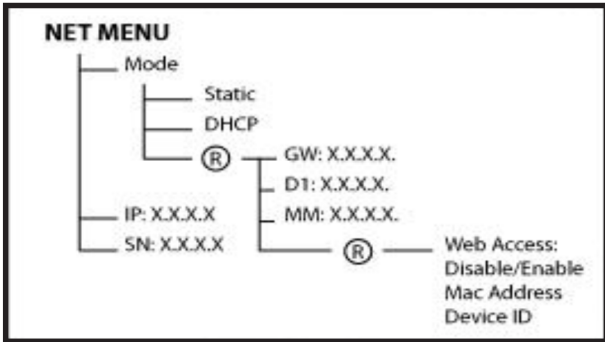 NET MENU
Mode
Static
DHCP
Ⓡ GW: X.X.X.X.
D1: X.X.X.X.
IP: X.X.X.X MM: X.X.X.X.
SN: X.X.X.X Ⓡ Web Access:
Disable/Enable
Mac Address
Device ID